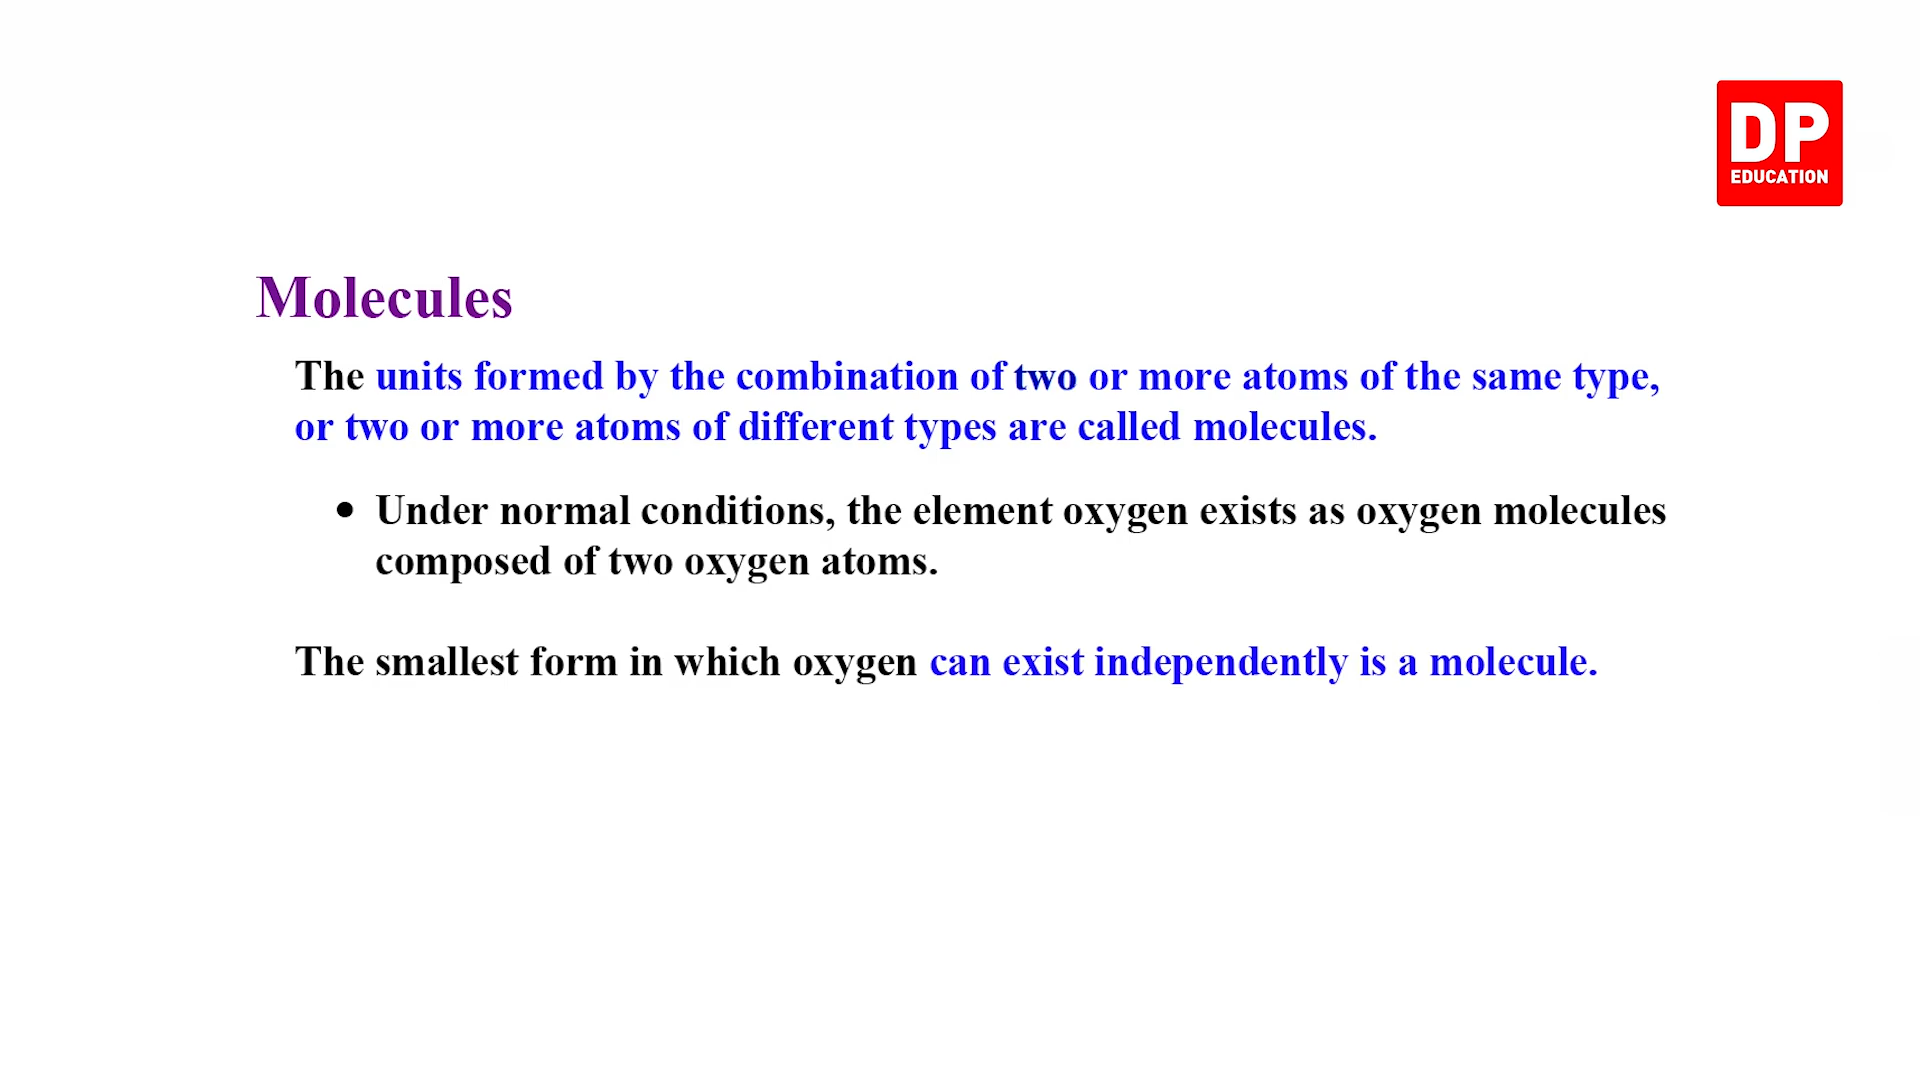 DP
EDUCATION
Molecules
The units formed by the combination of two or more atoms of the same type,
or two or more atoms of different types are called molecules.
• Under normal conditions, the element oxygen exists as oxygen molecules
composed of two oxygen atoms.
The smallest form in which oxygen can exist independently is a molecule.